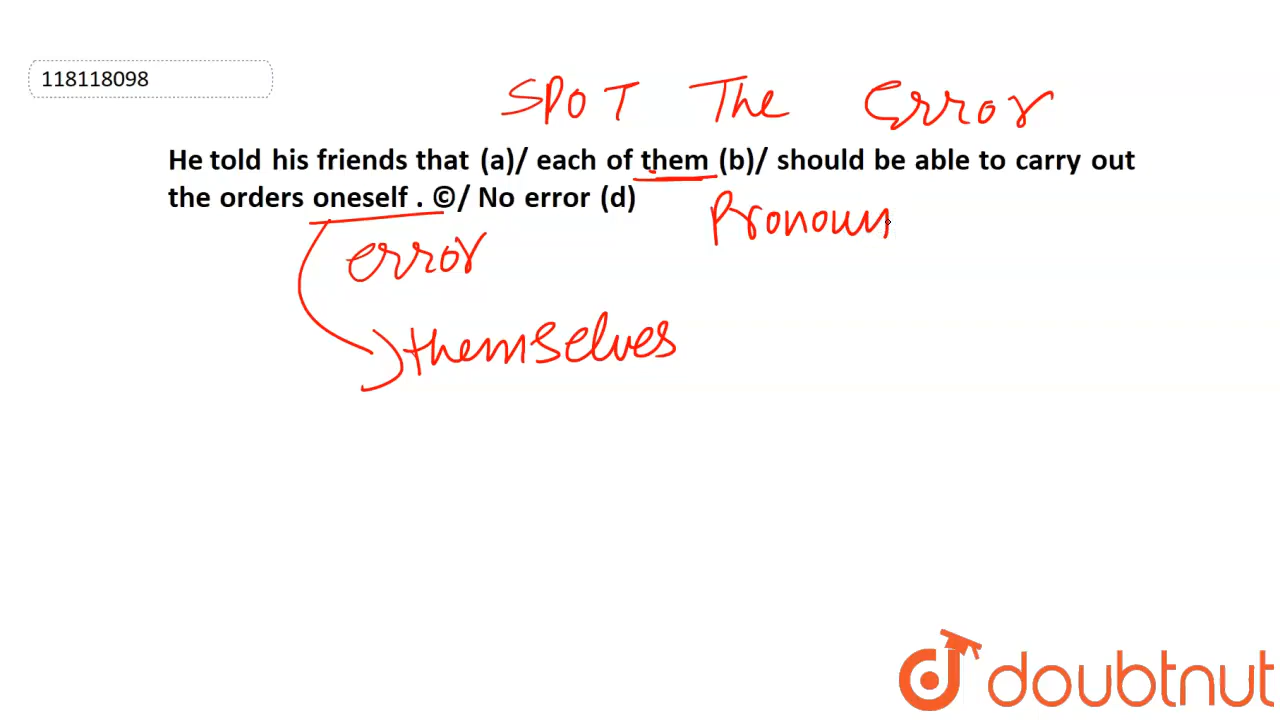 118118098
SPOT The Error
He told his friends that (a)/ each of them (b)/ should be able to carry out
the orders oneself . ©/ No error (d)
Pronoun
error
themselves
doubtnut